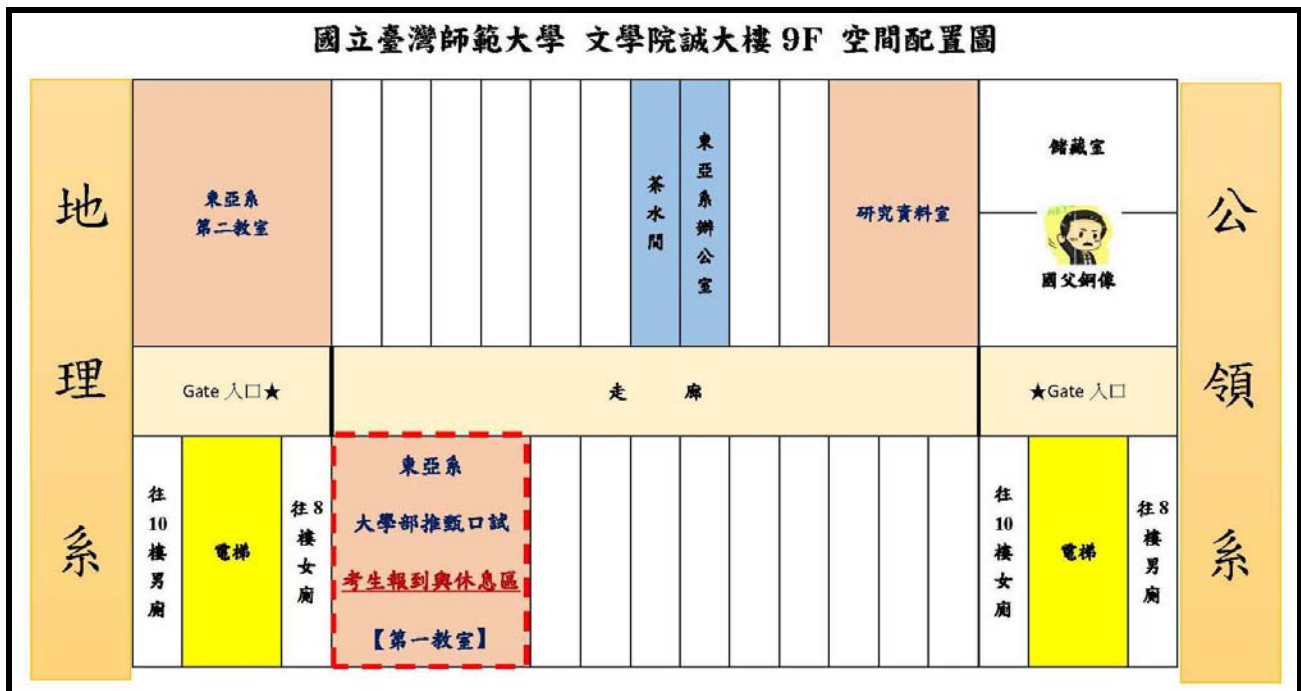 國立臺灣師範大學 文學院誠大樓 9F 空間配置圖
地理系
東亞系
第二教室
茶水間
東亞系辦公室
研究資料室
儲藏室
國父銅像
公領系
Gate 入口★
走 廊
★Gate 入口
往10樓男廁
電梯
往8樓女廁
東亞系
大學部推甄口試
考生報到與休息區
【第一教室】
往10樓女廁
電梯
往8樓男廁